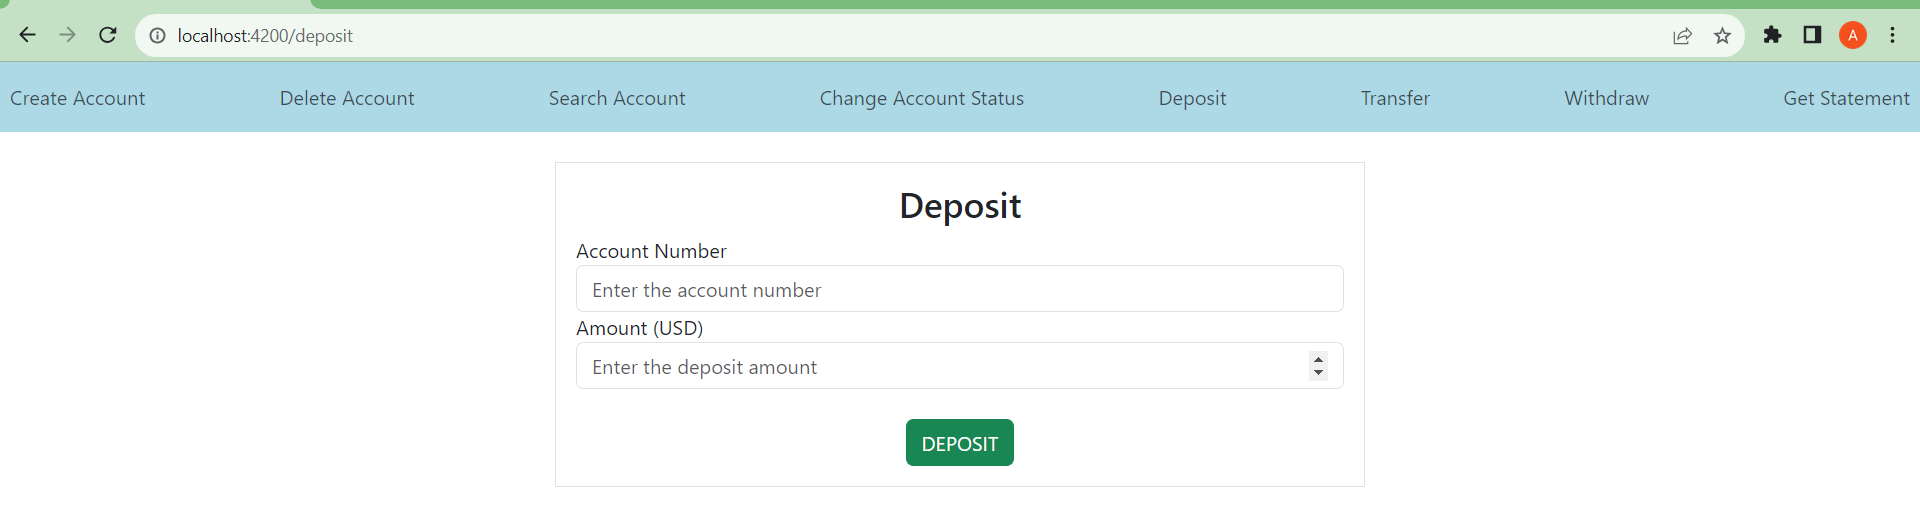 localhost:4200/deposit
A
Create Account Delete Account Search Account Change Account Status Deposit Transfer Withdraw Get Statement
Deposit
Account Number
Enter the account number
Amount (USD)
Enter the deposit amount
DEPOSIT